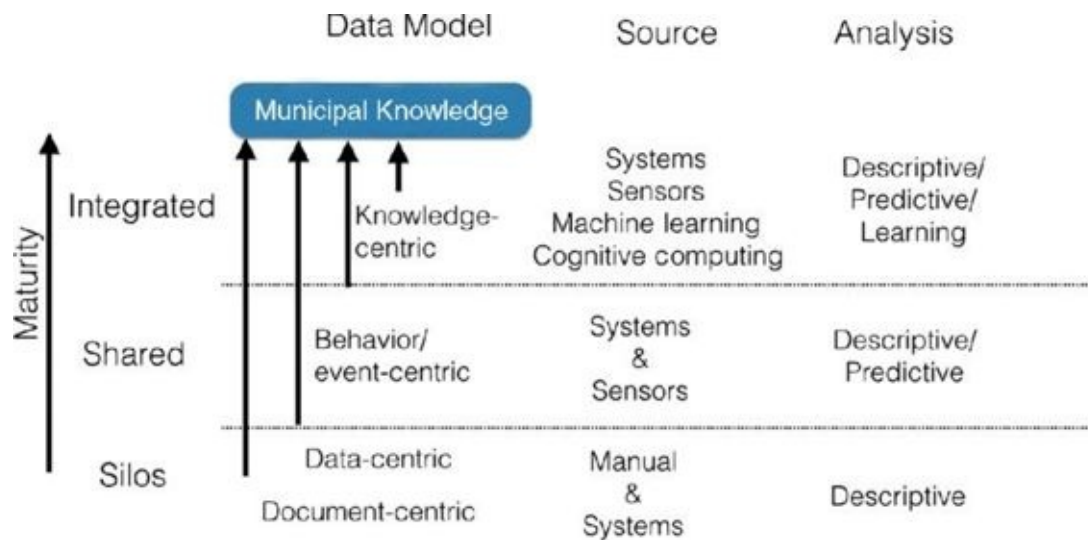 Data Model
Source
Analysis
Municipal Knowledge
Maturity
Integrated
Knowledge-
centric
Systems
Sensors
Machine learning
Cognitive computing
Descriptive/
Predictive/
Learning
Shared
Behavior/
event-centric
Systems
&
Sensors
Descriptive/
Predictive
Silos
Data-centric
Document-centric
Manual
&
Systems
Descriptive